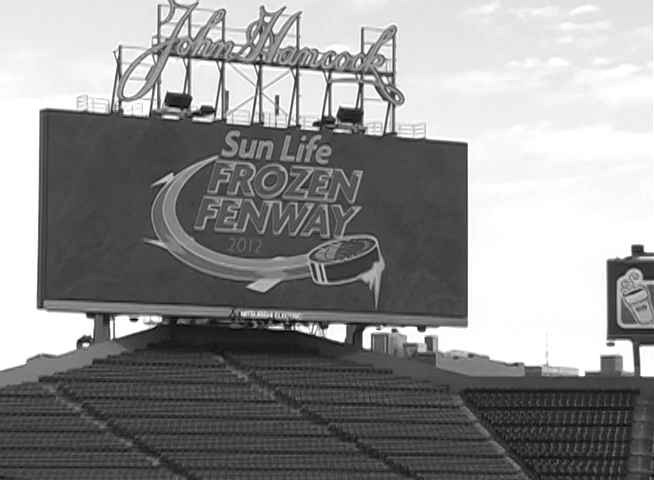 John Hancock
Sun Life
FROZEN
FENWAY
2012
MITSUBISHI ELECTRIC